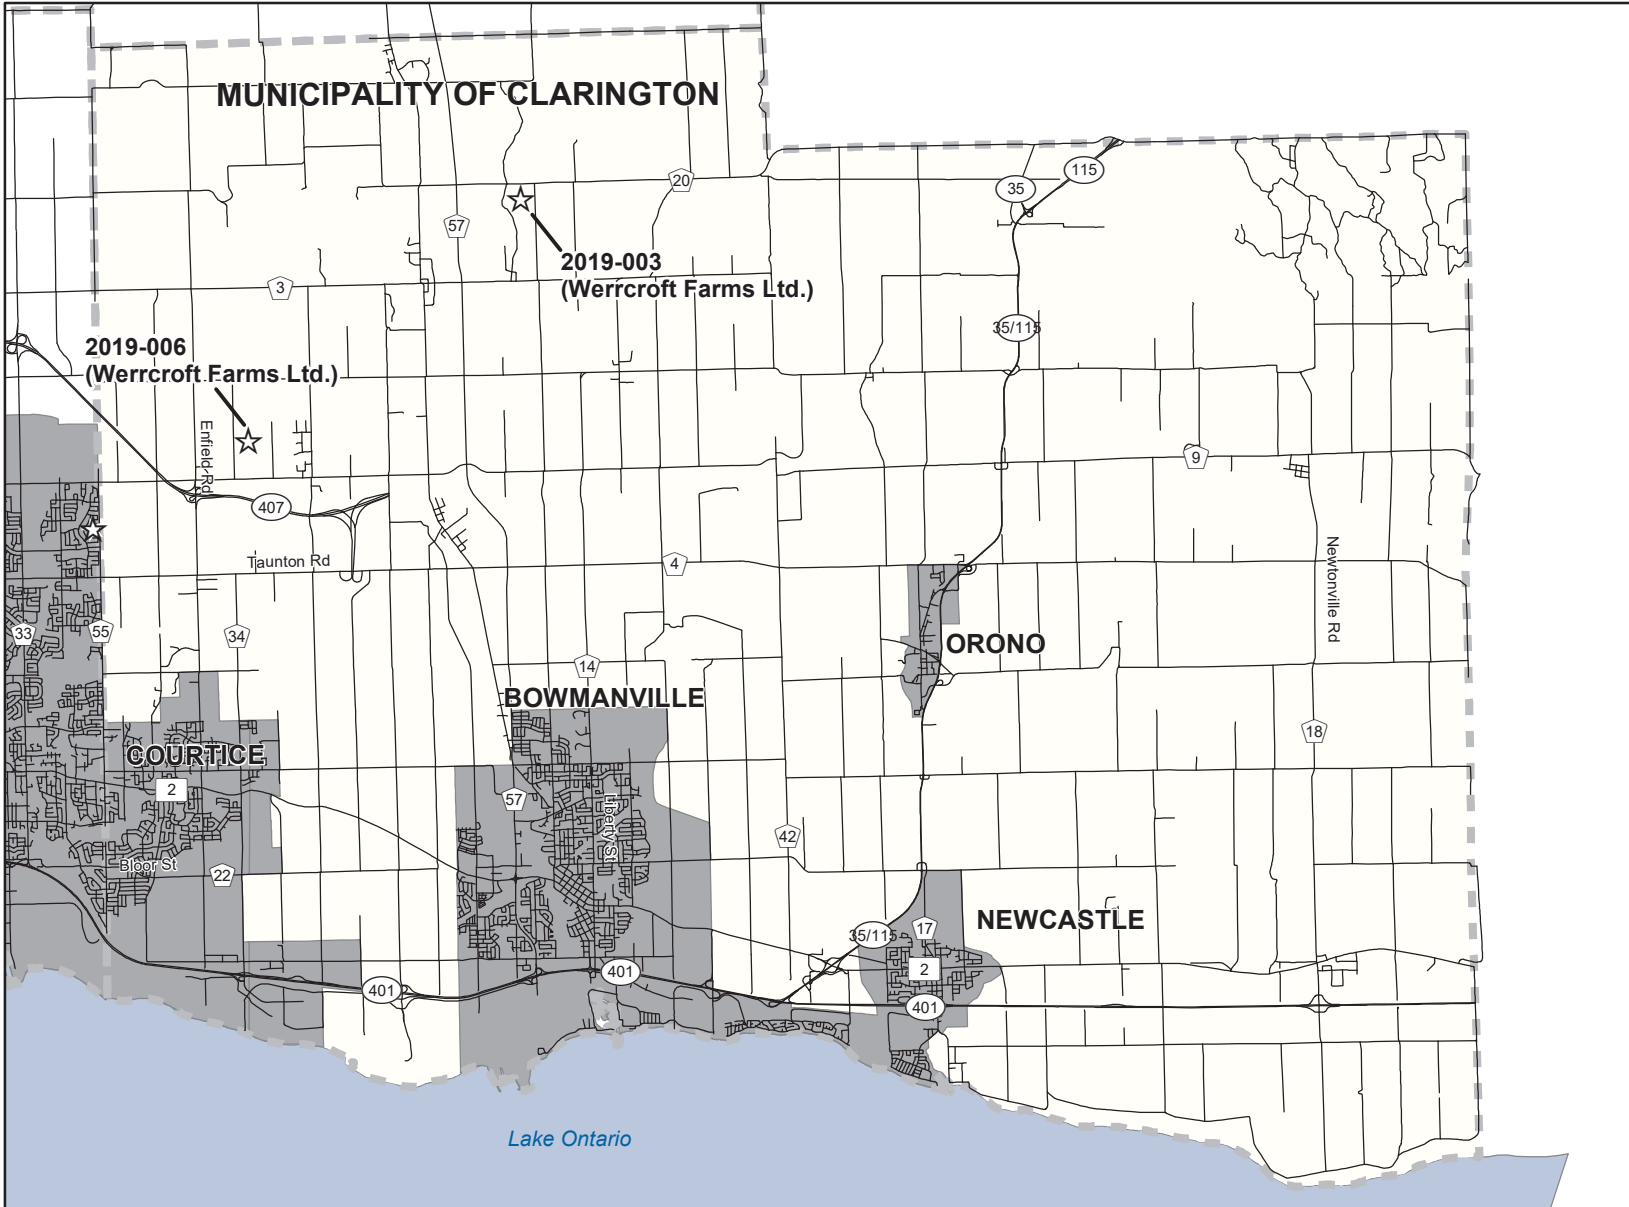 MUNICIPALITY OF CLARINGTON
115
35
20
57
2019-003
(Werrcroft Farms Ltd.)
3
35/115
2019-006
(Werrcroft Farms Ltd.)
Enfield Rd
9
407
Taunton Rd
4
Newtonville Rd
33
55
34
ORONO
14
BOWMANVILLE
18
COURTICE
2
57
Liberty St
42
Bloor St
22
NEWCASTLE
35/115
17
2
401
401
401
Lake Ontario